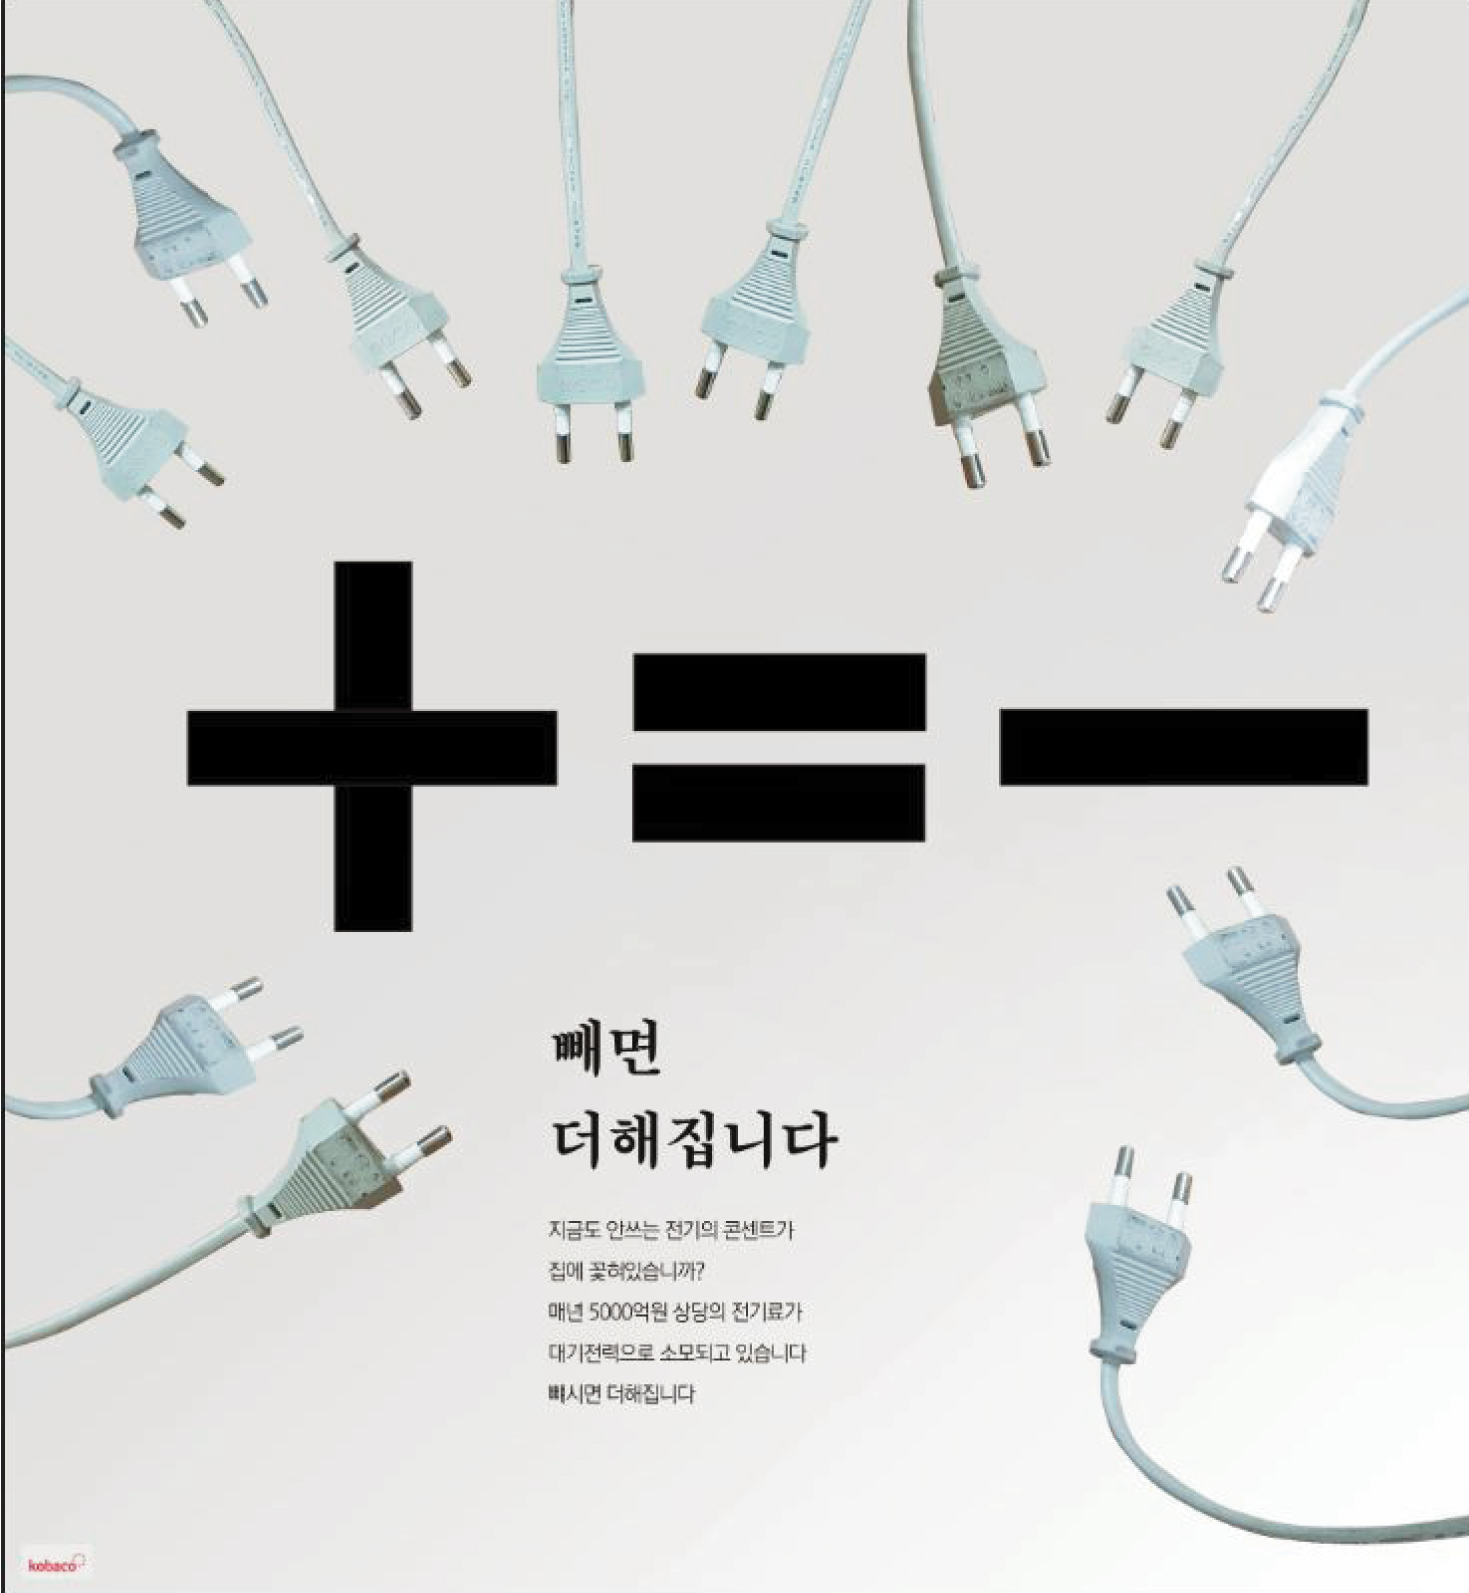 빼면
더해집니다
지금도 안쓰는 전기의 콘센트가
집에 꽃혀있습니까?
매년 5000억원 상당의 전기료가
대기전력으로 소모되고 있습니다
빼시면 더해집니다
kobaco